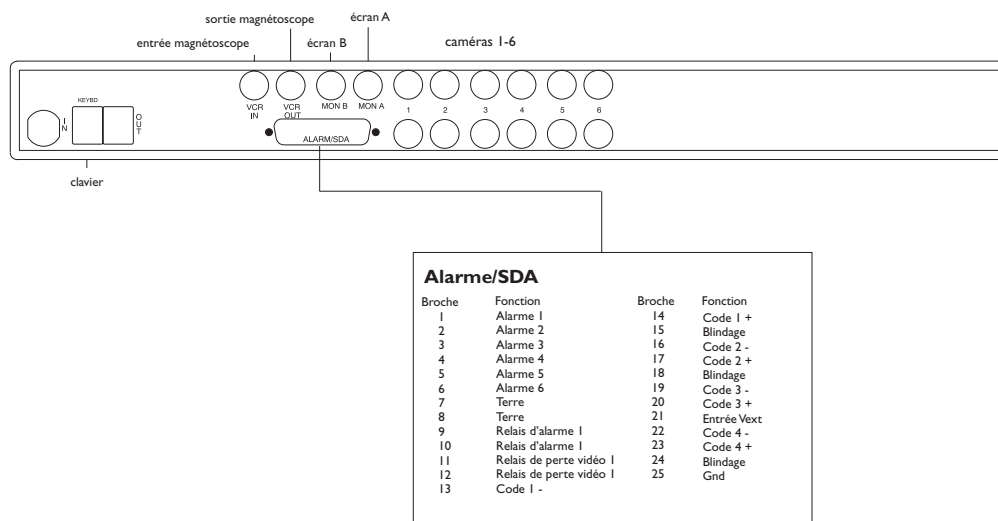 sortie magnétoscope
écran A
entrée magnétoscope
écran B
caméras 1-6
KEYBD
IN
OUT
VCR IN
VCR OUT
MON B
MON A
1
2
3
4
5
6
ALARM/SDA
clavier
Alarme/SDA
Broche Fonction Broche Fonction
1 Alarme 1 14 Code 1 +
2 Alarme 2 15 Blindage
3 Alarme 3 16 Code 2 -
4 Alarme 4 17 Code 2 +
5 Alarme 5 18 Blindage
6 Alarme 6 19 Code 3 -
7 Terre 20 Code 3 +
8 Terre 21 Entrée Vext
9 Relais d'alarme 1 22 Code 4 -
10 Relais d'alarme 1 23 Code 4 +
11 Relais de perte vidéo 1 24 Blindage
12 Relais de perte vidéo 1 25 Gnd
13 Code 1 -